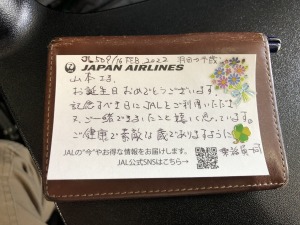 JL509/16 FEB 2022 羽田⇒千歳
JAPAN AIRLINES
山本さま
お誕生日おめでとうございます。
記念すべき日にJALをご利用いただき
ご一緒できましたこと嬉しく思っています。
ご健康で素敵な歳でありますように
乗務員一同
JALの“今”やお得な情報をお届けします。
JAL公式SNSはこちら→